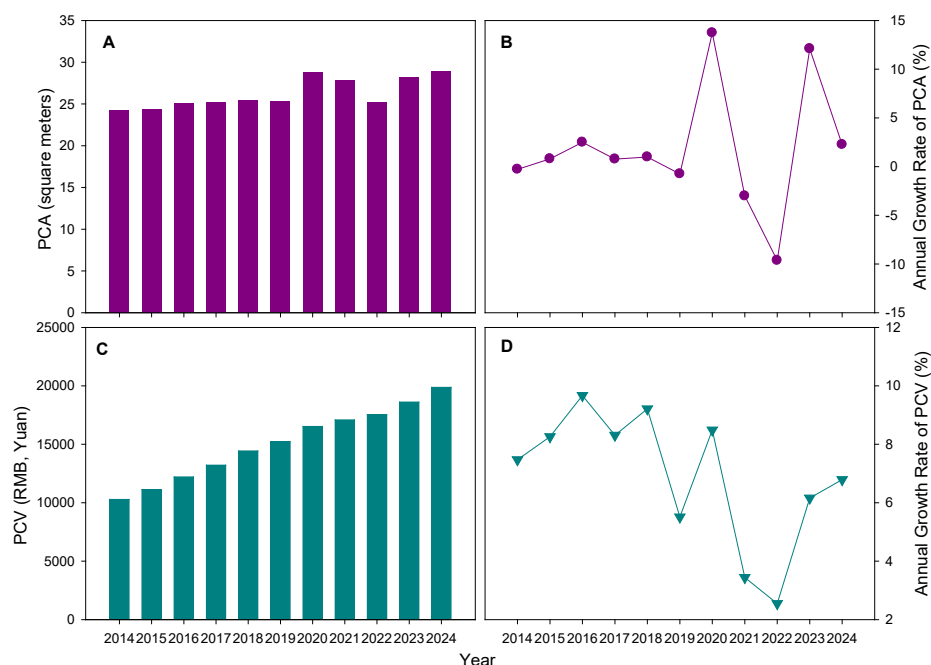 A
B
PCA (square meters)
35
30
25
20
15
10
5
0
Annual Growth Rate of PCA (%)
15
10
5
0
-5
-10
-15
C
D
PCV (RMB, Yuan)
25000
20000
15000
10000
5000
0
Annual Growth Rate of PCV (%)
12
10
8
6
4
2
2014 2015 2016 2017 2018 2019 2020 2021 2022 2023 2024
2014 2015 2016 2017 2018 2019 2020 2021 2022 2023 2024
Year